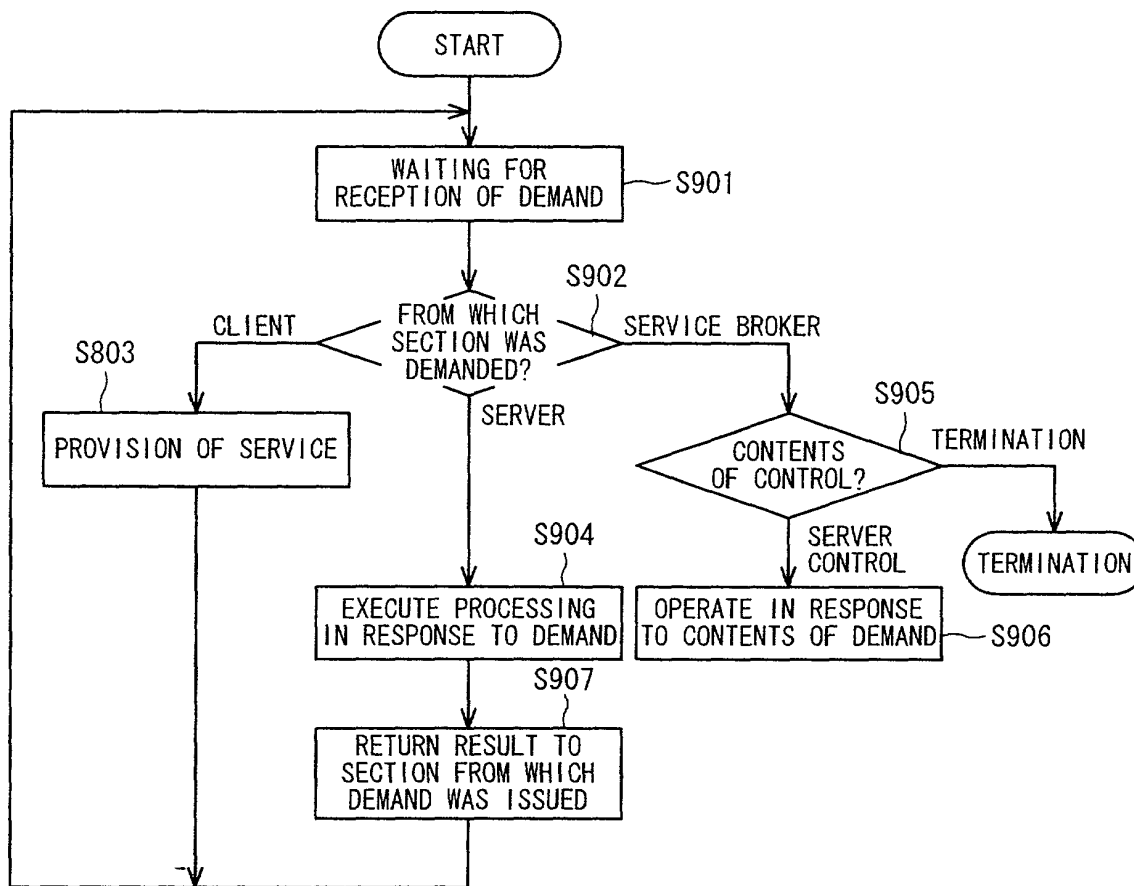 START
WAITING FOR
RECEPTION OF DEMAND
S901
S902
FROM WHICH
SECTION WAS
DEMANDED?
CLIENT
SERVICE BROKER
SERVER
S803
PROVISION OF SERVICE
S905
CONTENTS
OF CONTROL?
TERMINATION
SERVER
CONTROL
TERMINATION
S904
EXECUTE PROCESSING
IN RESPONSE TO DEMAND
OPERATE IN RESPONSE
TO CONTENTS OF DEMAND
S906
S907
RETURN RESULT TO
SECTION FROM WHICH
DEMAND WAS ISSUED